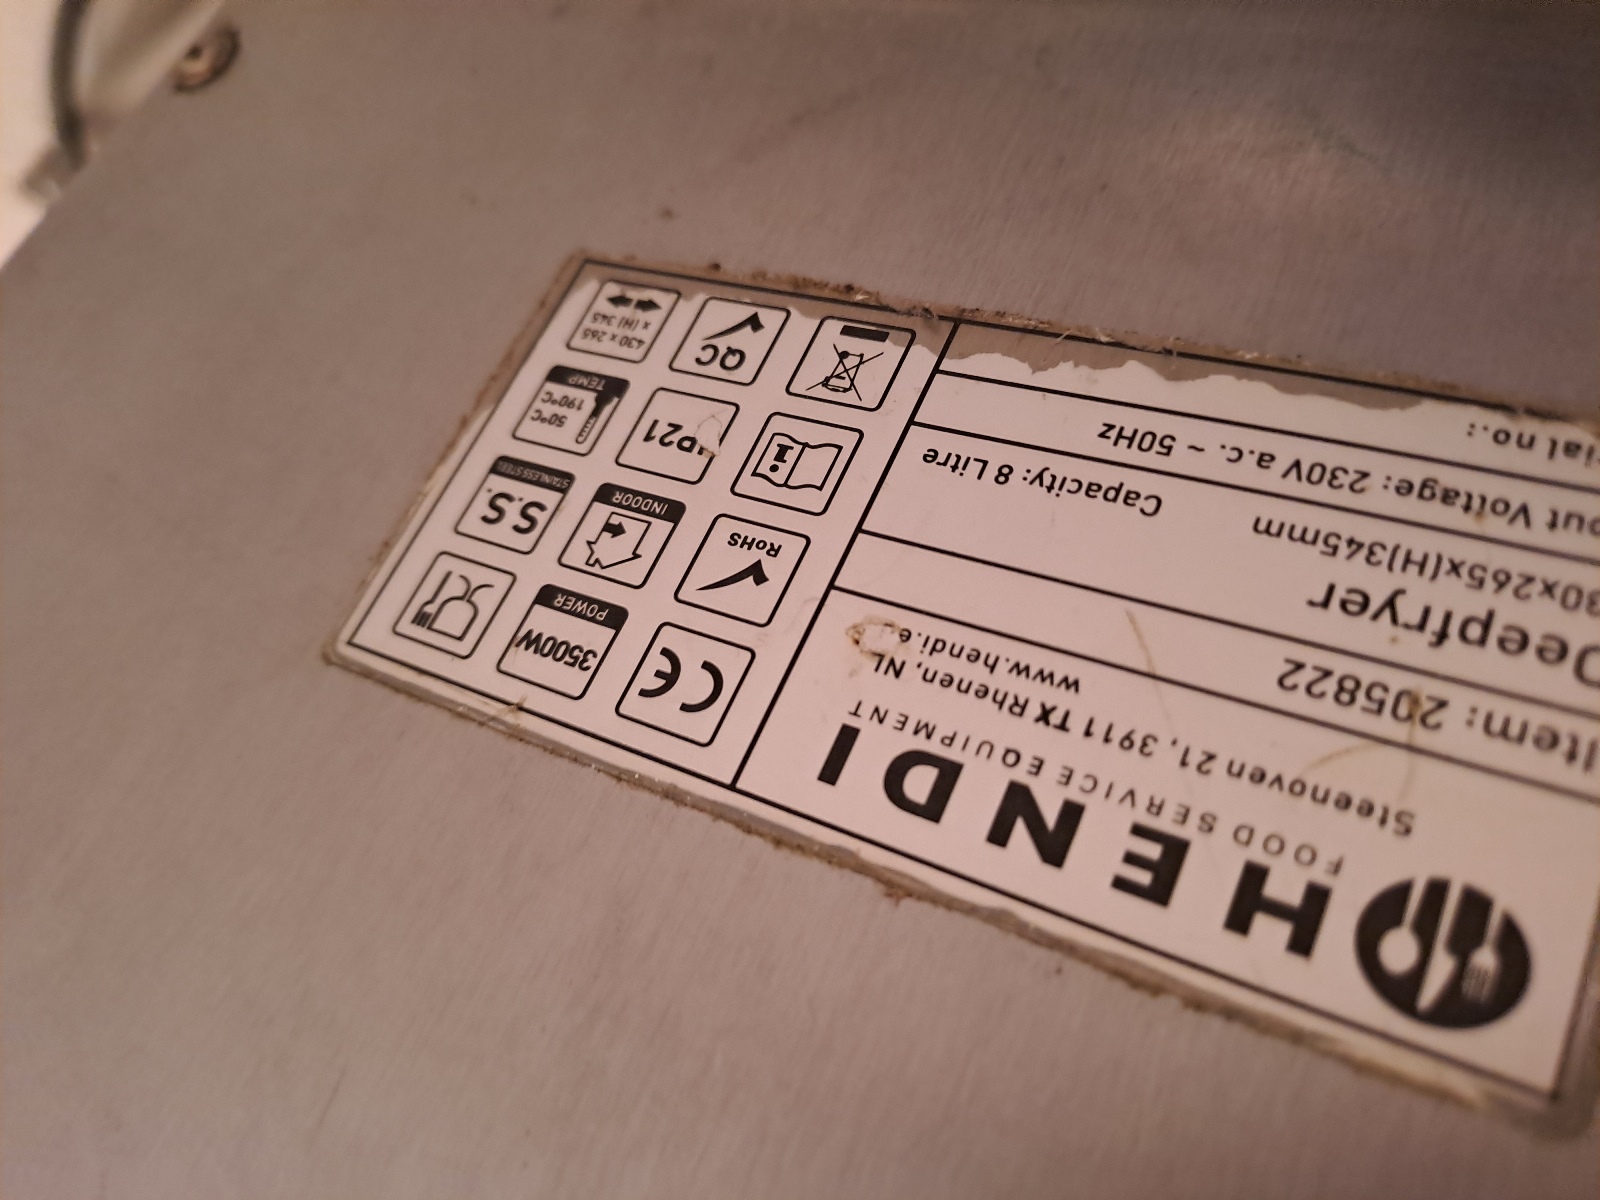 HENDI
FOOD SERVICE EQUIPMENT
Steenoven 21, 3911 TX Rhenen, NL
www.hendi.e
Item: 205822
Deepfryer
30x265x(H)345mm
Capacity: 8 Litre
put Voltage: 230V a.c. ~ 50Hz
rial no.:
CE
3500W
POWER
RoHS
INDOOR
S.S.
STAINLESS STEEL
i
IP21
50°C
190°C
TEMP
QC
430 x 265
x (H) 345